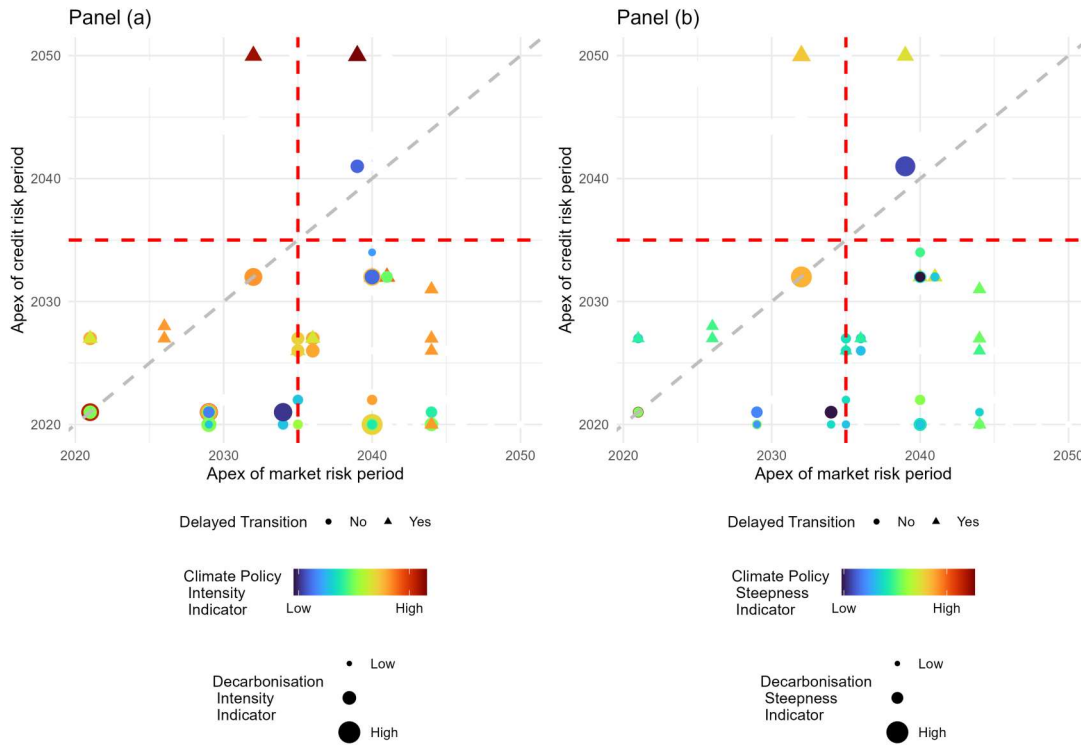 Panel (a)
Apex of credit risk period
2050
2040
2030
2020
2020
2030
2040
2050
Apex of market risk period
Delayed Transition
No
Yes
Climate Policy
Intensity
Indicator
Low
High
Decarbonisation
Intensity
Indicator
Low
High
Panel (b)
Apex of credit risk period
2050
2040
2030
2020
2020
2030
2040
2050
Apex of market risk period
Delayed Transition
No
Yes
Climate Policy
Steepness
Indicator
Low
High
Decarbonisation
Steepness
Indicator
Low
High